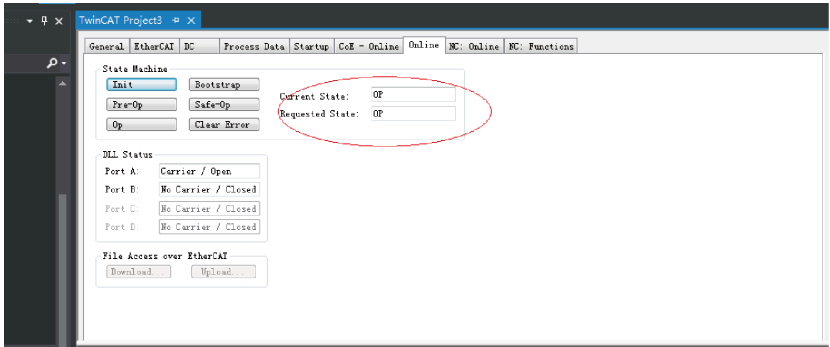 TwinCAT Project3
General EtherCAT DC Process Data Startup CoE - Online Online NC: Online NC: Functions
State Machine
Init Bootstrap
Pre-Op Safe-Op
Op Clear Error
Current State: OP
Requested State: OP
DLL Status
Port A: Carrier / Open
Port B: No Carrier / Closed
Port C: No Carrier / Closed
Port D: No Carrier / Closed
File Access over EtherCAT
Download... Upload...